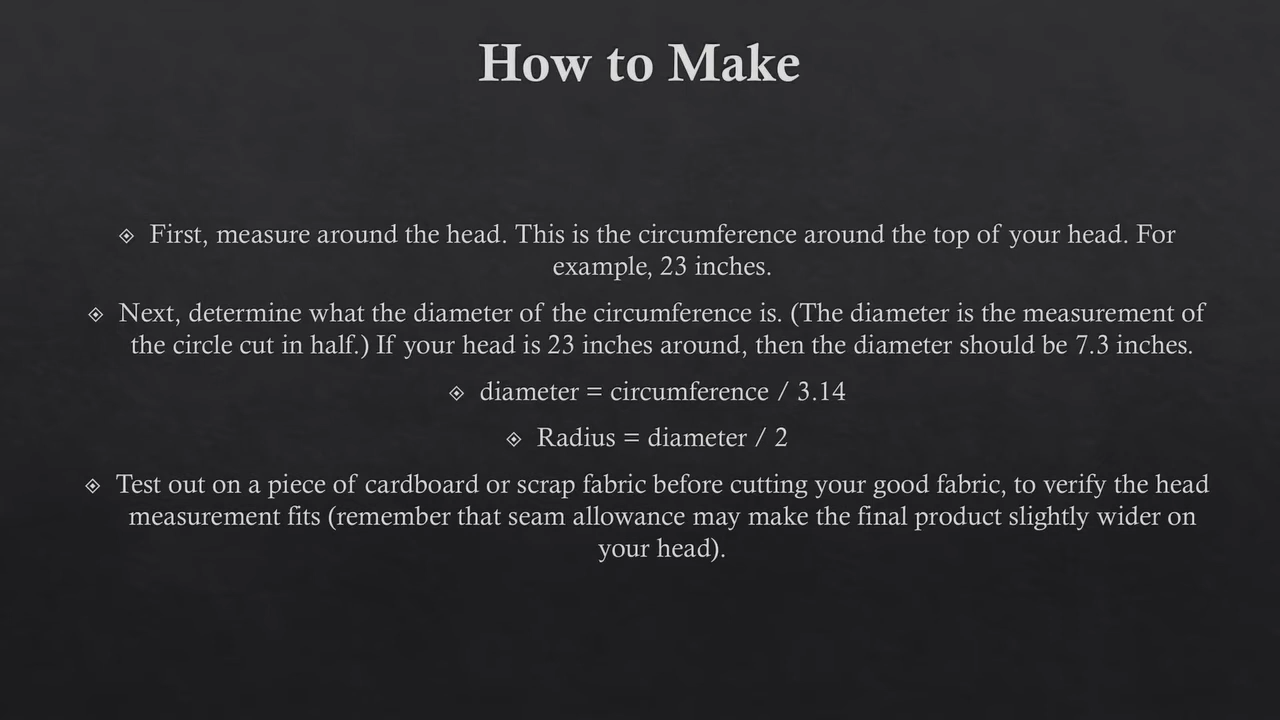 How to Make
First, measure around the head. This is the circumference around the top of your head. For
example, 23 inches.
Next, determine what the diameter of the circumference is. (The diameter is the measurement of
the circle cut in half.) If your head is 23 inches around, then the diameter should be 7.3 inches.
diameter = circumference / 3.14
Radius = diameter / 2
Test out on a piece of cardboard or scrap fabric before cutting your good fabric, to verify the head
measurement fits (remember that seam allowance may make the final product slightly wider on
your head).